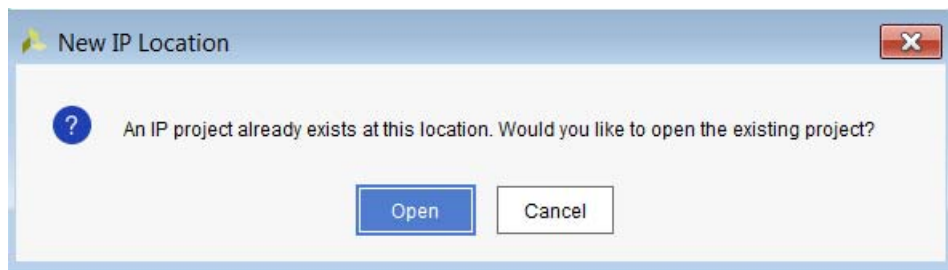 New IP Location
An IP project already exists at this location. Would you like to open the existing project?
Open
Cancel